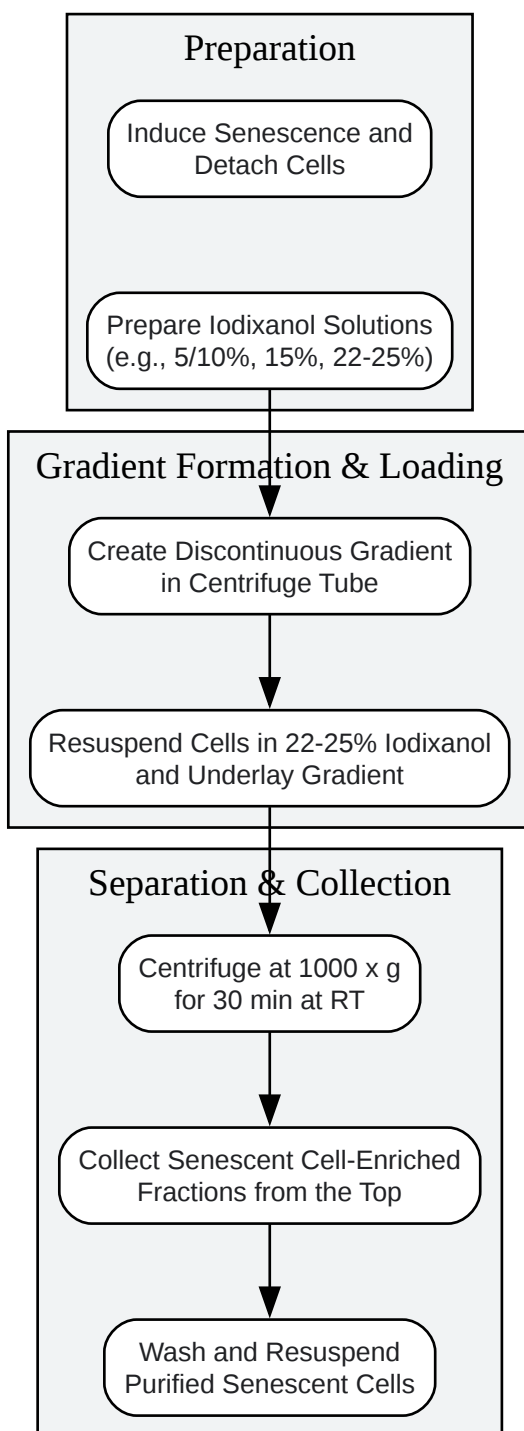 Preparation
Induce Senescence and
Detach Cells
Prepare Iodixanol Solutions
(e.g., 5/10%, 15%, 22-25%)
Gradient Formation & Loading
Create Discontinuous Gradient
in Centrifuge Tube
Resuspend Cells in 22-25% Iodixanol
and Underlay Gradient
Separation & Collection
Centrifuge at 1000 x g
for 30 min at RT
Collect Senescent Cell-Enriched
Fractions from the Top
Wash and Resuspend
Purified Senescent Cells